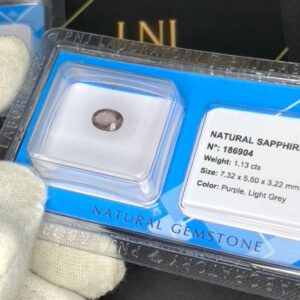 LNI
NATURAL SAPPHIR
N°: 186904
Weight: 1.13 cts
Size: 7.32 x 5.50 x 3.22 mm
Color: Purple, Light Grey
NATURAL GEMSTONE